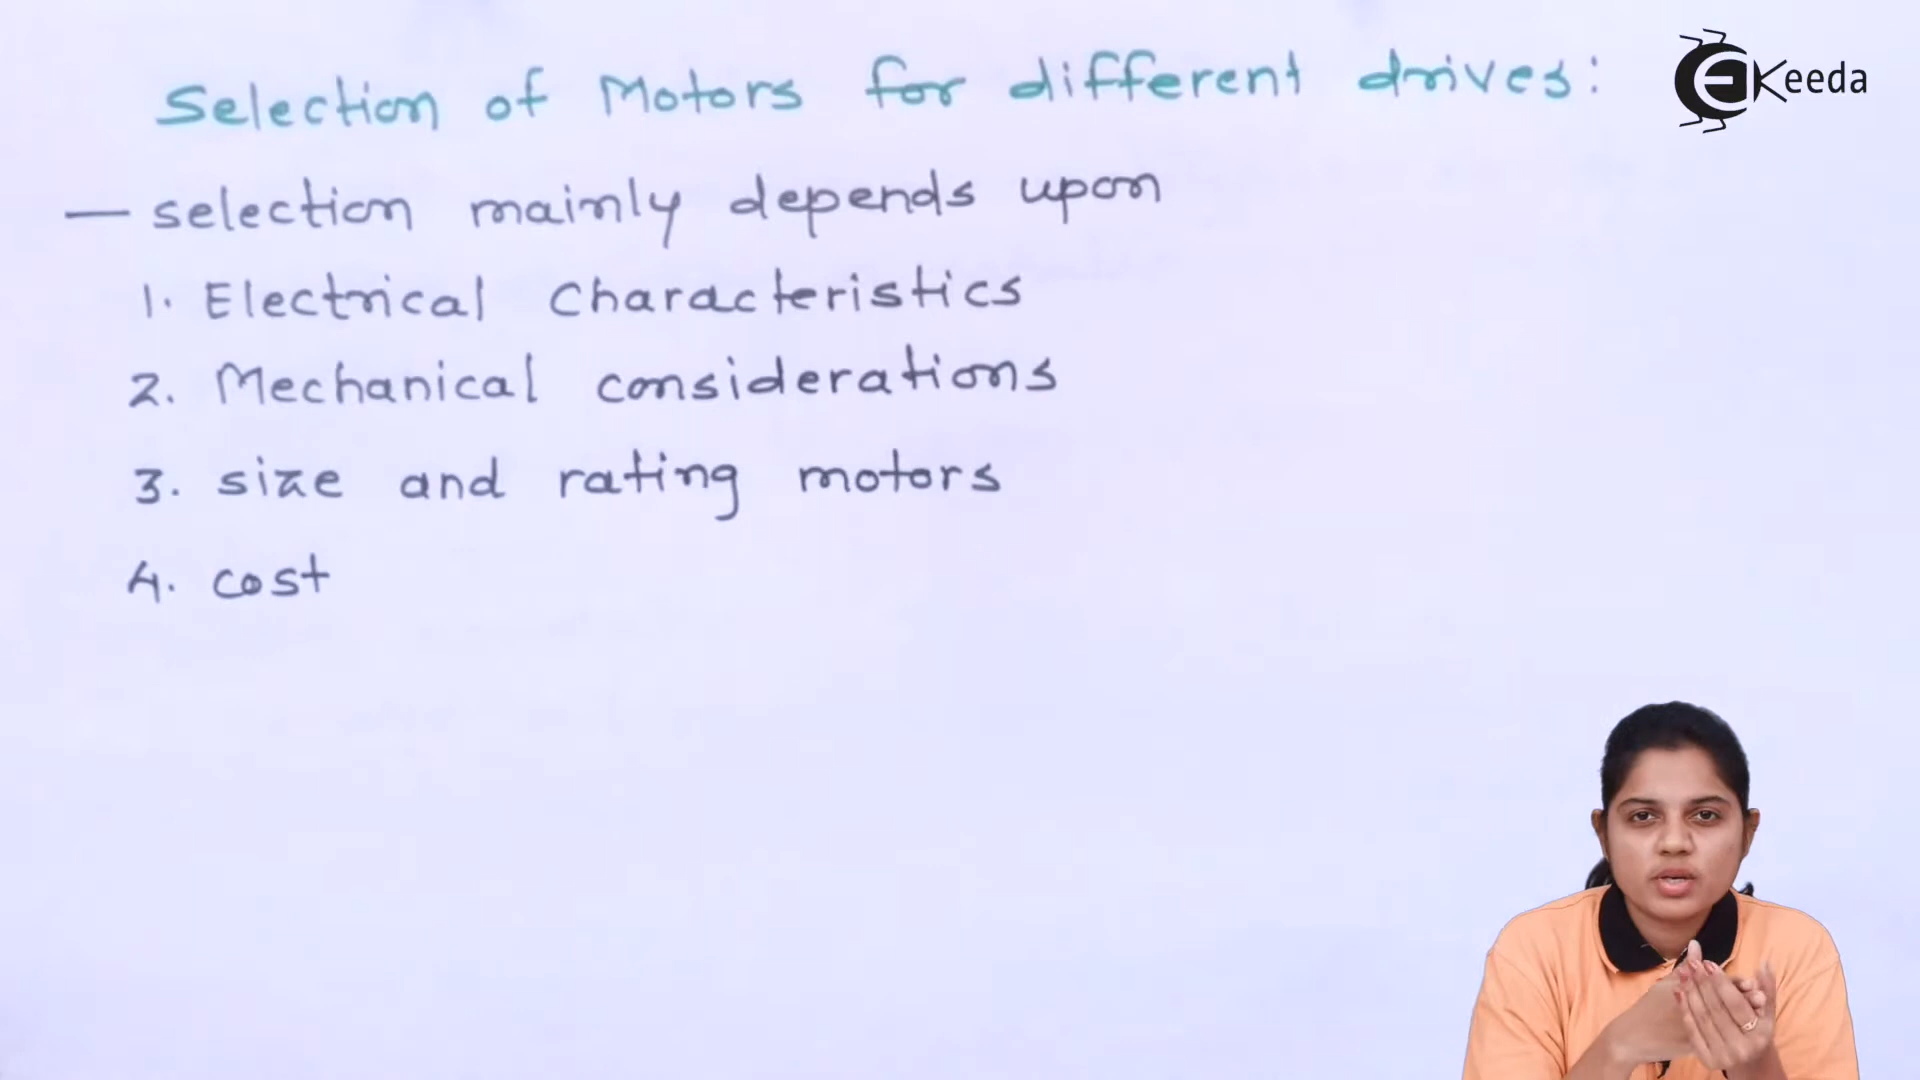 Selection of Motors for different drives:
EKeeda
— selection mainly depends upon
1. Electrical Characteristics
2. Mechanical considerations
3. size and rating motors
4. cost